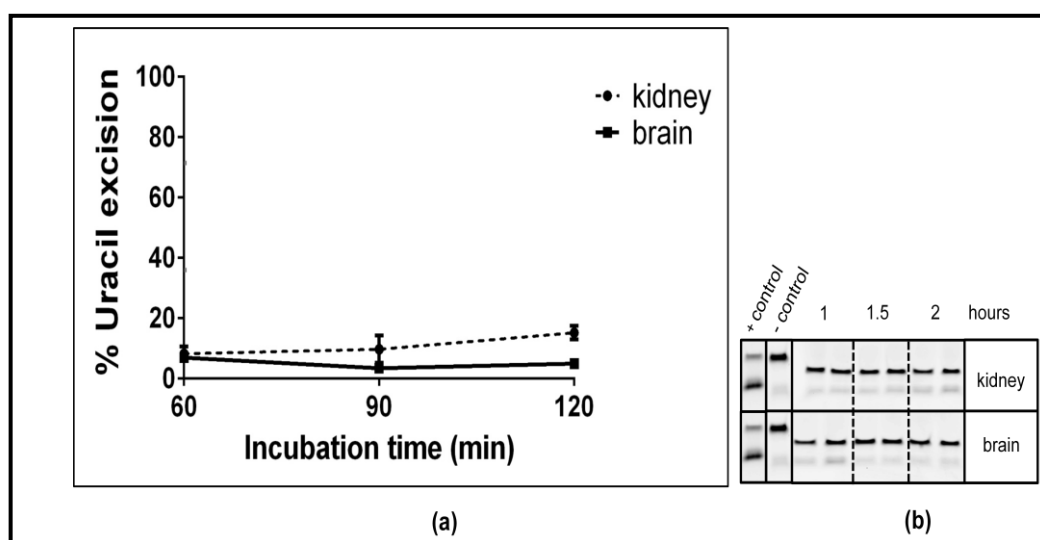 100
80
60
40
20
0
% Uracil excision
kidney
brain
60 90 120
Incubation time (min)
(a)
+ control
- control
1 1.5 2 hours
kidney
brain
(b)